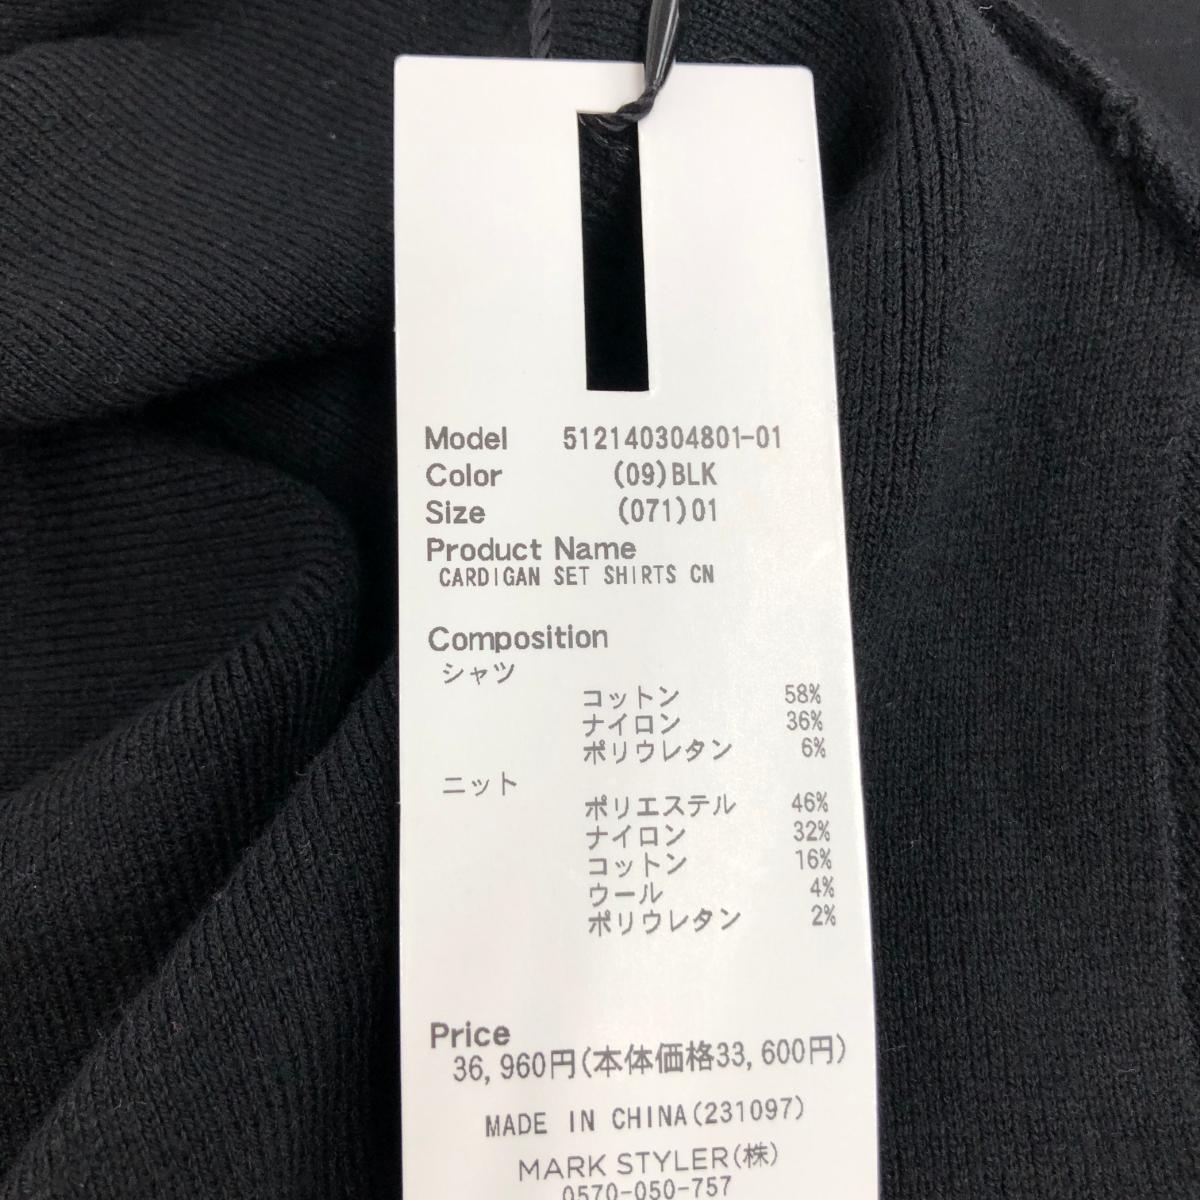 Model 512140304801-01
Color (09)BLK
Size (071)01
Product Name
CARDIGAN SET SHIRTS CN
Composition
シャツ
コットン 58%
ナイロン 36%
ポリウレタン 6%
ニット
ポリエステル 46%
ナイロン 32%
コットン 16%
ウール 4%
ポリウレタン 2%
Price
36,960円(本体価格33,600円)
MADE IN CHINA(231097)
MARK STYLER(株)
0570-050-757